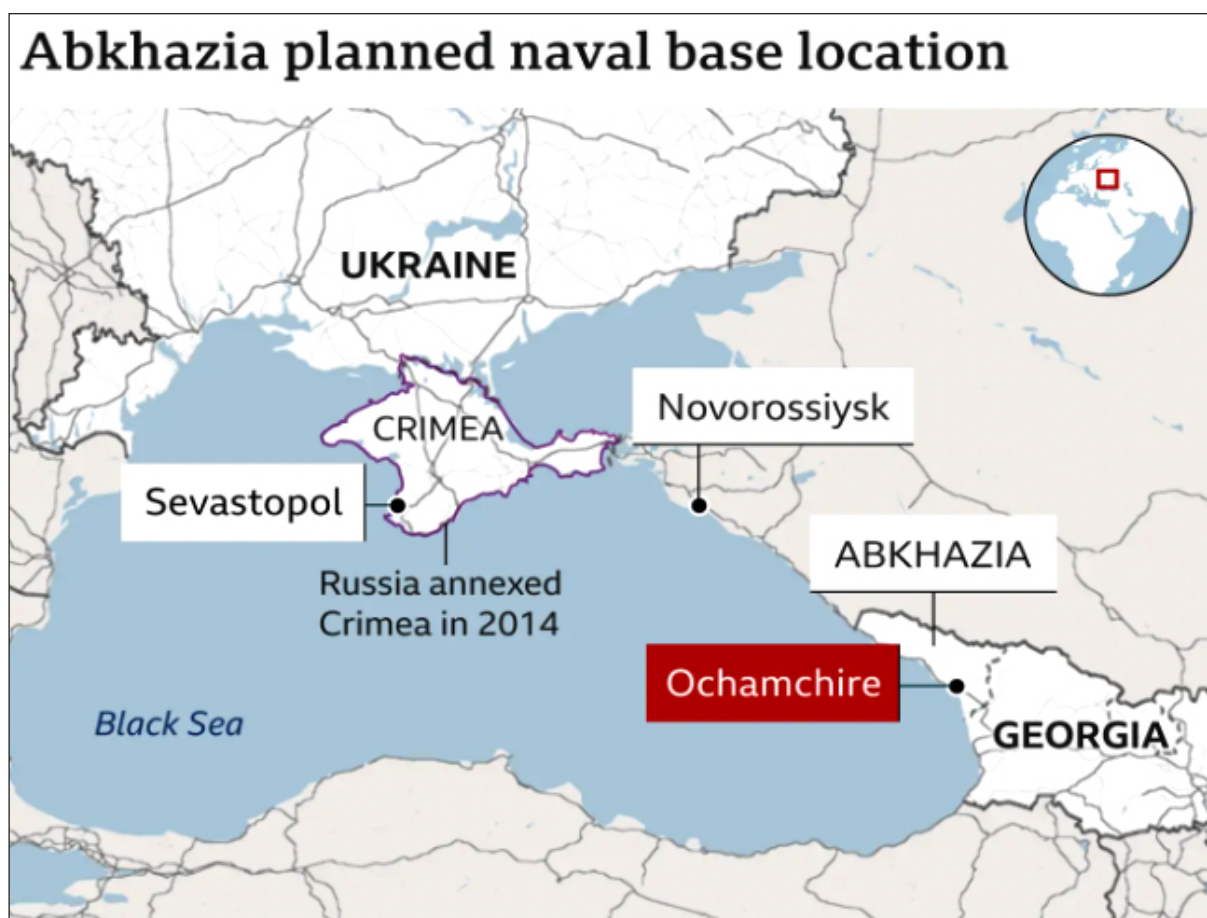 Abkhazia planned naval base location
UKRAINE
Novorossiysk
CRIMEA
Sevastopol
ABKHAZIA
Russia annexed
Crimea in 2014
Ochamchire
Black Sea
GEORGIA